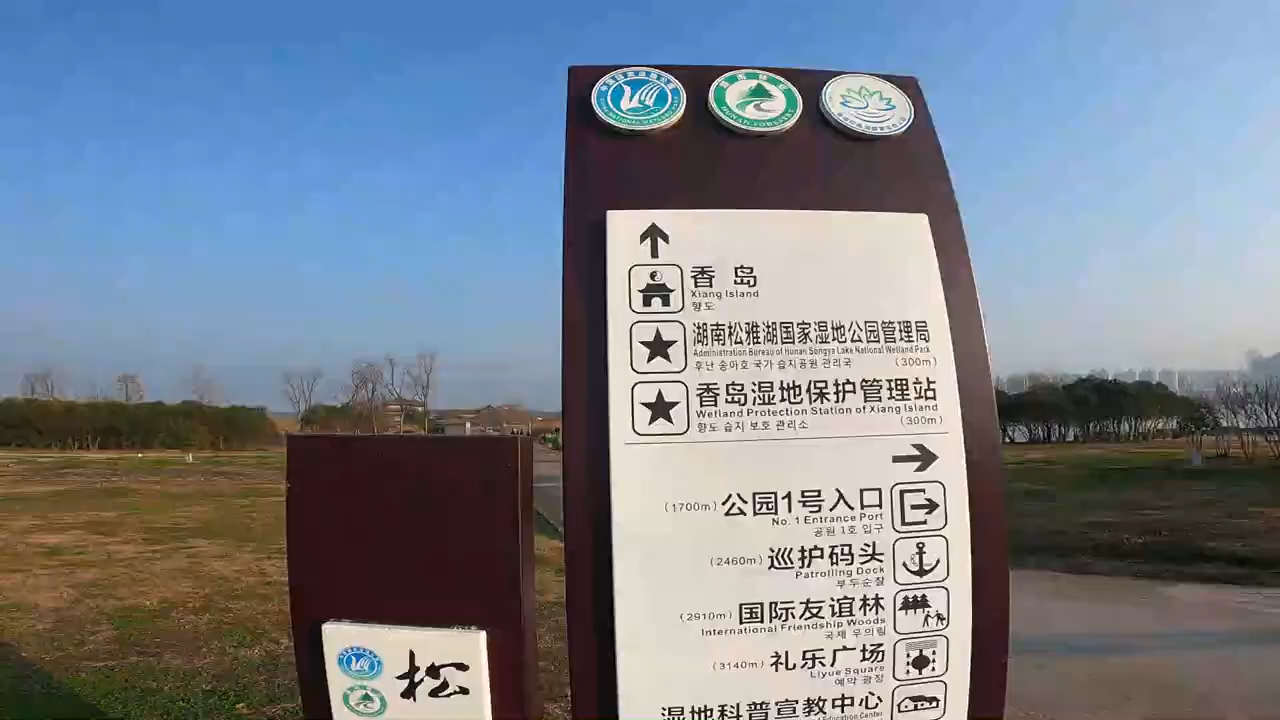 HUNAN FORESTRY
香岛
Xiang Island
향도
湖南松雅湖国家湿地公园管理局
Administration Bureau of Hunan Songya Lake National Wetland Park
후난 송아호 국가 습지공원 관리국 (300m)
香岛湿地保护管理站
Wetland Protection Station of Xiang Island
향도 습지 보호 관리소 (300m)
(1700m) 公园1号入口
No. 1 Entrance Port
공원 1호 입구
(2460m) 巡护码头
Patrolling Dock
부두순찰
(2910m) 国际友谊林
International Friendship Woods
국제 우의림
(3140m) 礼乐广场
Liyue Square
예악 광장
湿地科普宣教中心
Education Center
松